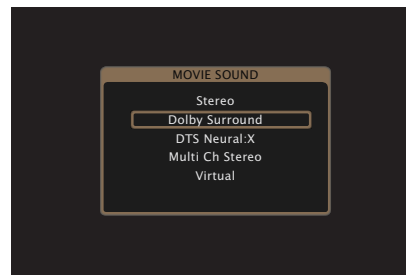 MOVIE SOUND
Stereo
Dolby Surround
DTS Neural:X
Multi Ch Stereo
Virtual